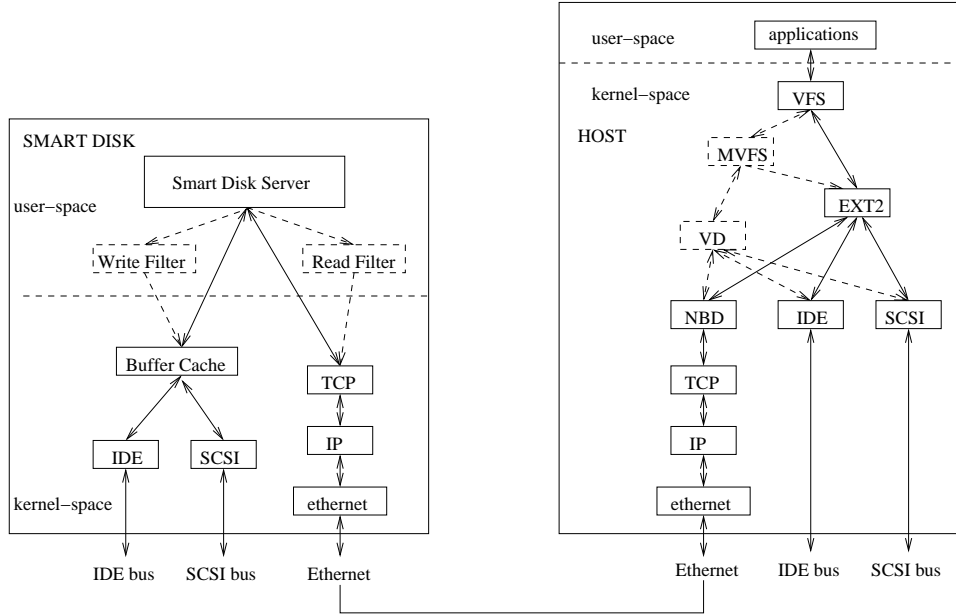 SMART DISK
Smart Disk Server
user−space
Write Filter
Read Filter
Buffer Cache
TCP
IDE
SCSI
IP
kernel−space
ethernet
IDE bus
SCSI bus
Ethernet
user−space
applications
kernel−space
VFS
HOST
MVFS
EXT2
VD
NBD
IDE
SCSI
TCP
IP
ethernet
Ethernet
IDE bus
SCSI bus